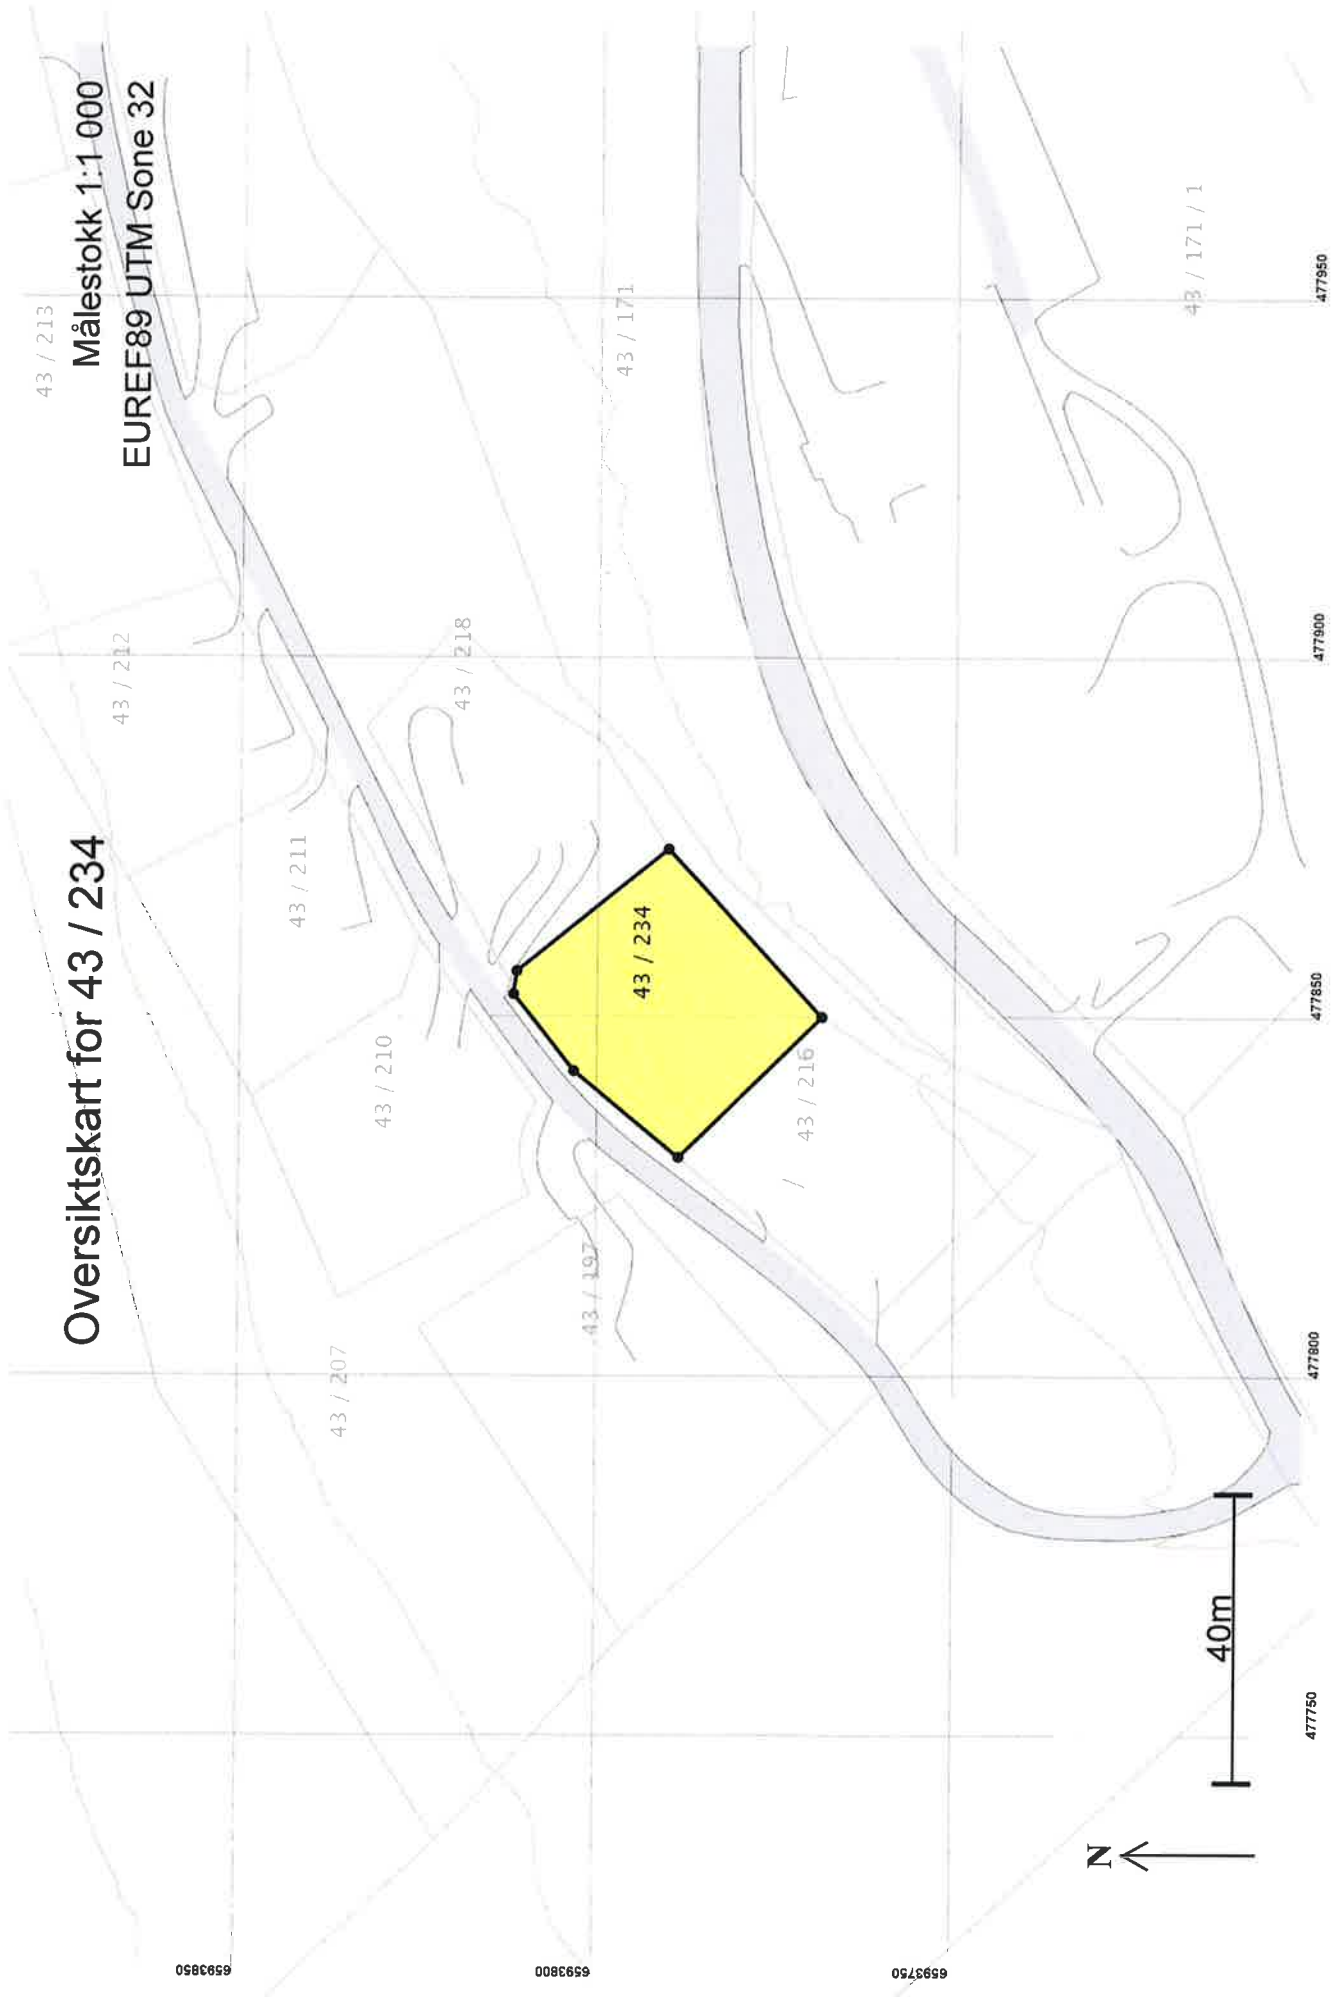 Oversiktskart for 43 / 234
Målestokk 1:1 000
EUREF89 UTM Sone 32
43 / 213
43 / 212
43 / 211
43 / 218
43 / 210
43 / 171
43 / 207
43 / 197
43 / 234
43 / 216
43 / 171 / 1
N
40m
6593850
6593800
6593750
477750
477800
477850
477900
477950